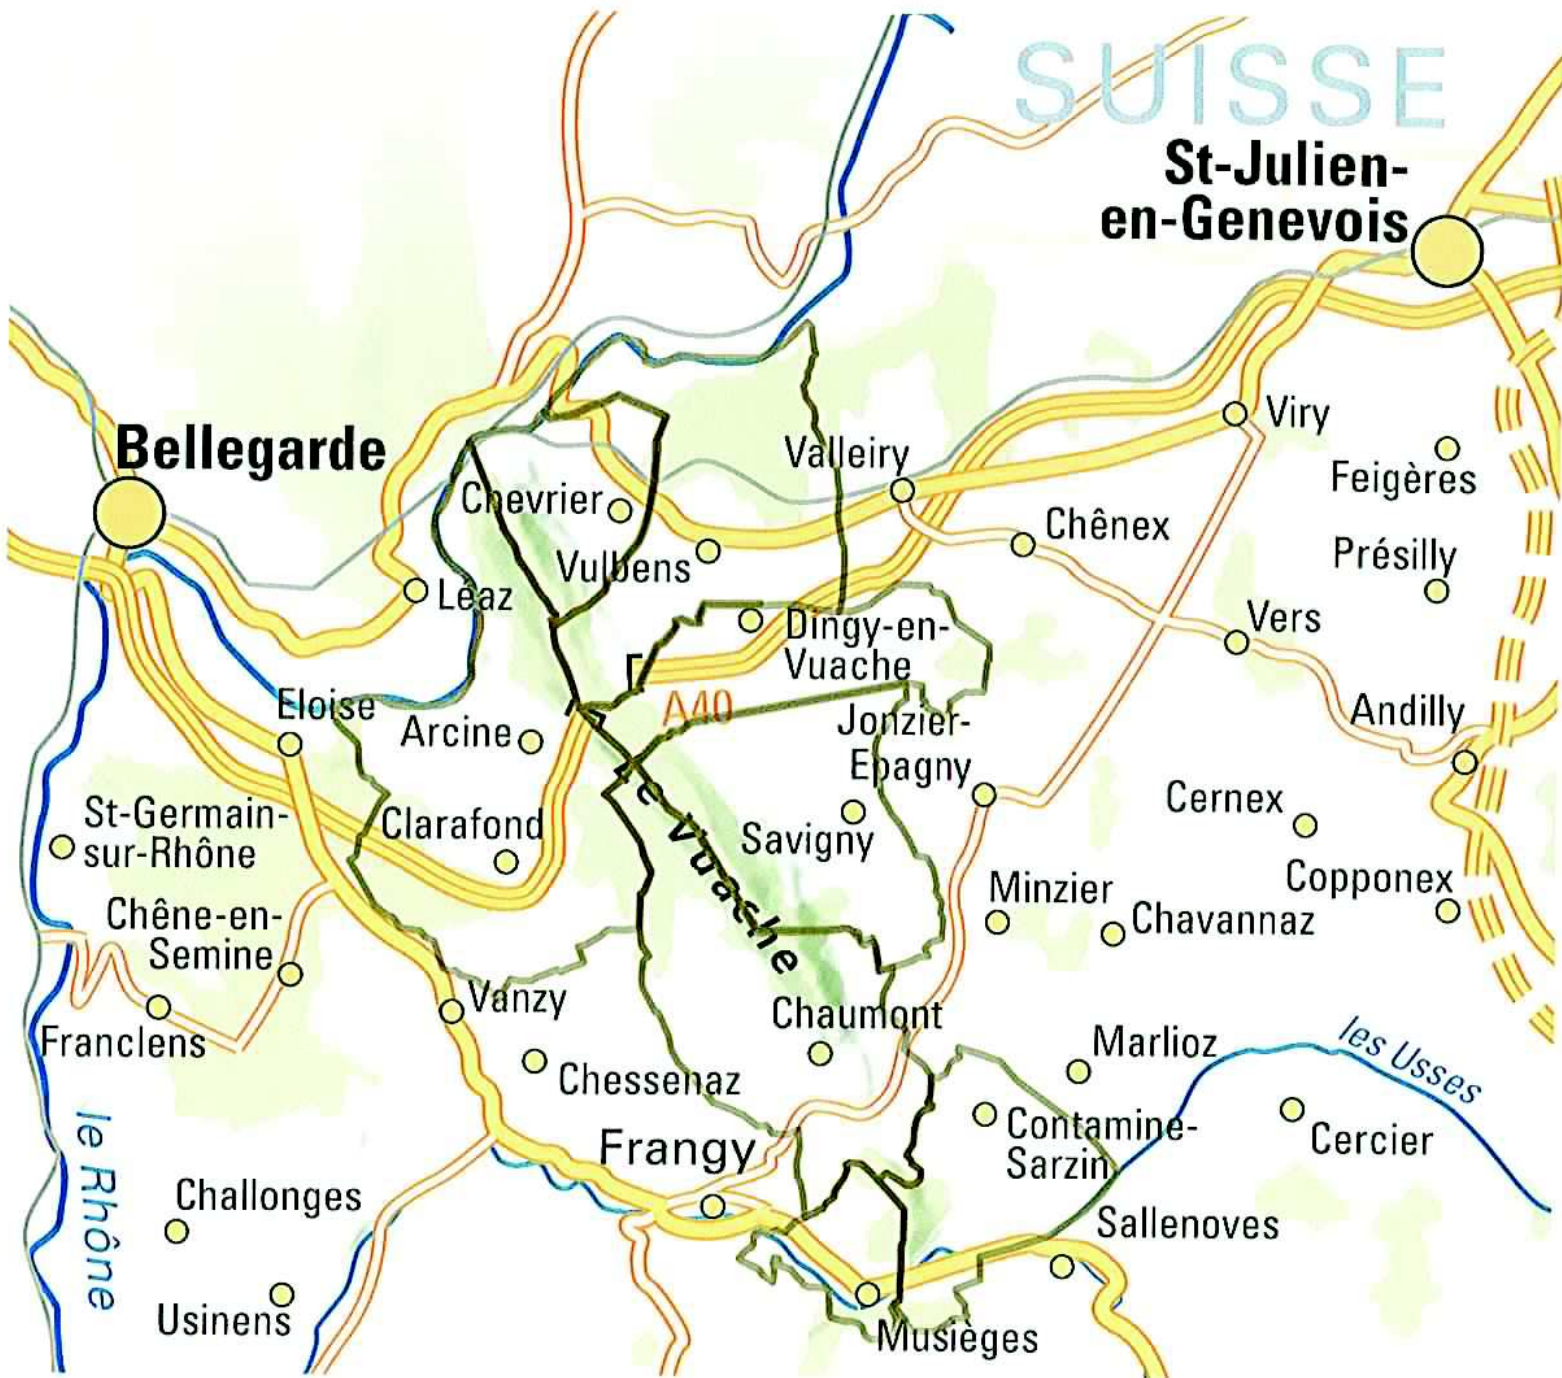 SUISSE
St-Julien-
en-Genevois
Bellegarde
Viry
Valleiry
Feigères
Chevrier
Chênex
Présilly
Vulbens
Léaz
Vers
Dingy-en-
Vuache
Eloise
Arcine
A40
Jonzier-
Epagny
Andilly
Cernex
St-Germain-
sur-Rhône
Clarafond
Le Vuache
Savigny
Copponex
Minzier
Chavannaz
Chêne-en-
Semine
Vanzy
Chaumont
Franclens
Marlioz
les Usses
Chessenaz
Contamine-
Sarzin
Cercier
Frangy
le Rhône
Challonges
Sallenoves
Usinens
Musièges